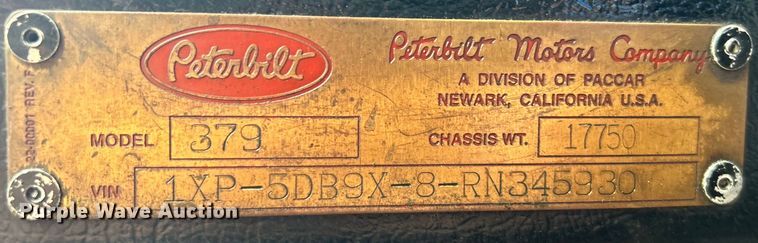 Peterbilt
Peterbilt Motors Company
A DIVISION OF PACCAR
NEWARK, CALIFORNIA U.S.A.
MODEL 379 CHASSIS WT. 17750
VIN 1XP-5DB9X-8-RN345930
Purple Wave Auction